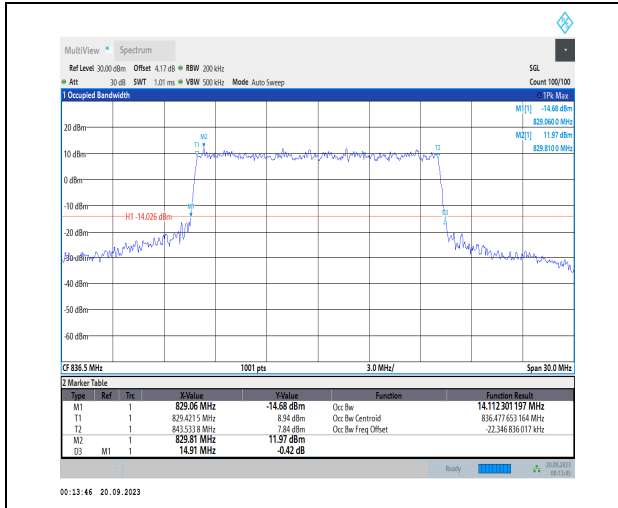 MultiView Spectrum
Ref Level 30.00 dBm Offset 4.17 dB RBW 200 kHz SGL
Att 30 dB SWT 1.01 ms VBW 500 kHz Mode Auto Sweep Count 100/100
1 Occupied Bandwidth 1Pk Max
M1[1] -14.68 dBm
829.060 0 MHz
M2[1] 11.97 dBm
829.810 0 MHz
20 dBm
M2
T1
T2
10 dBm
0 dBm
-10 dBm
M1
D3
H1 -14.026 dBm
-20 dBm
-30 dBm
-40 dBm
-50 dBm
-60 dBm
CF 836.5 MHz 1001 pts 3.0 MHz/ Span 30.0 MHz
2 Marker Table
Type Ref Trc X-Value Y-Value Function Function Result
M1 1 829.06 MHz -14.68 dBm Occ Bw 14.112 301 197 MHz
T1 1 829.421 5 MHz 8.94 dBm Occ Bw Centroid 836.477 653 164 MHz
T2 1 843.533 8 MHz 7.84 dBm Occ Bw Freq Offset -22.346 836 017 kHz
M2 1 829.81 MHz 11.97 dBm
D3 M1 1 14.91 MHz -0.42 dB
Ready 20.09.2023
00:13:45
00:13:46 20.09.2023